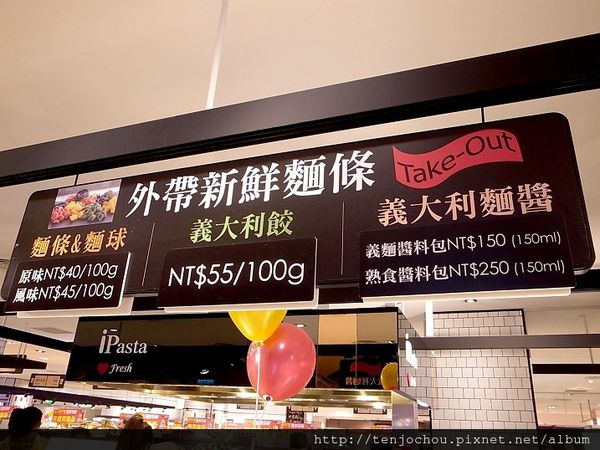 外帶新鮮麵條
Take-Out
麵條&麵球
原味NT$40/100g
風味NT$45/100g
義大利餃
NT$55/100g
義大利麵醬
義麵醬料包NT$150 (150ml)
熟食醬料包NT$250 (150ml)
iPasta
Fresh
http://tenjochou.pixnet.net/album